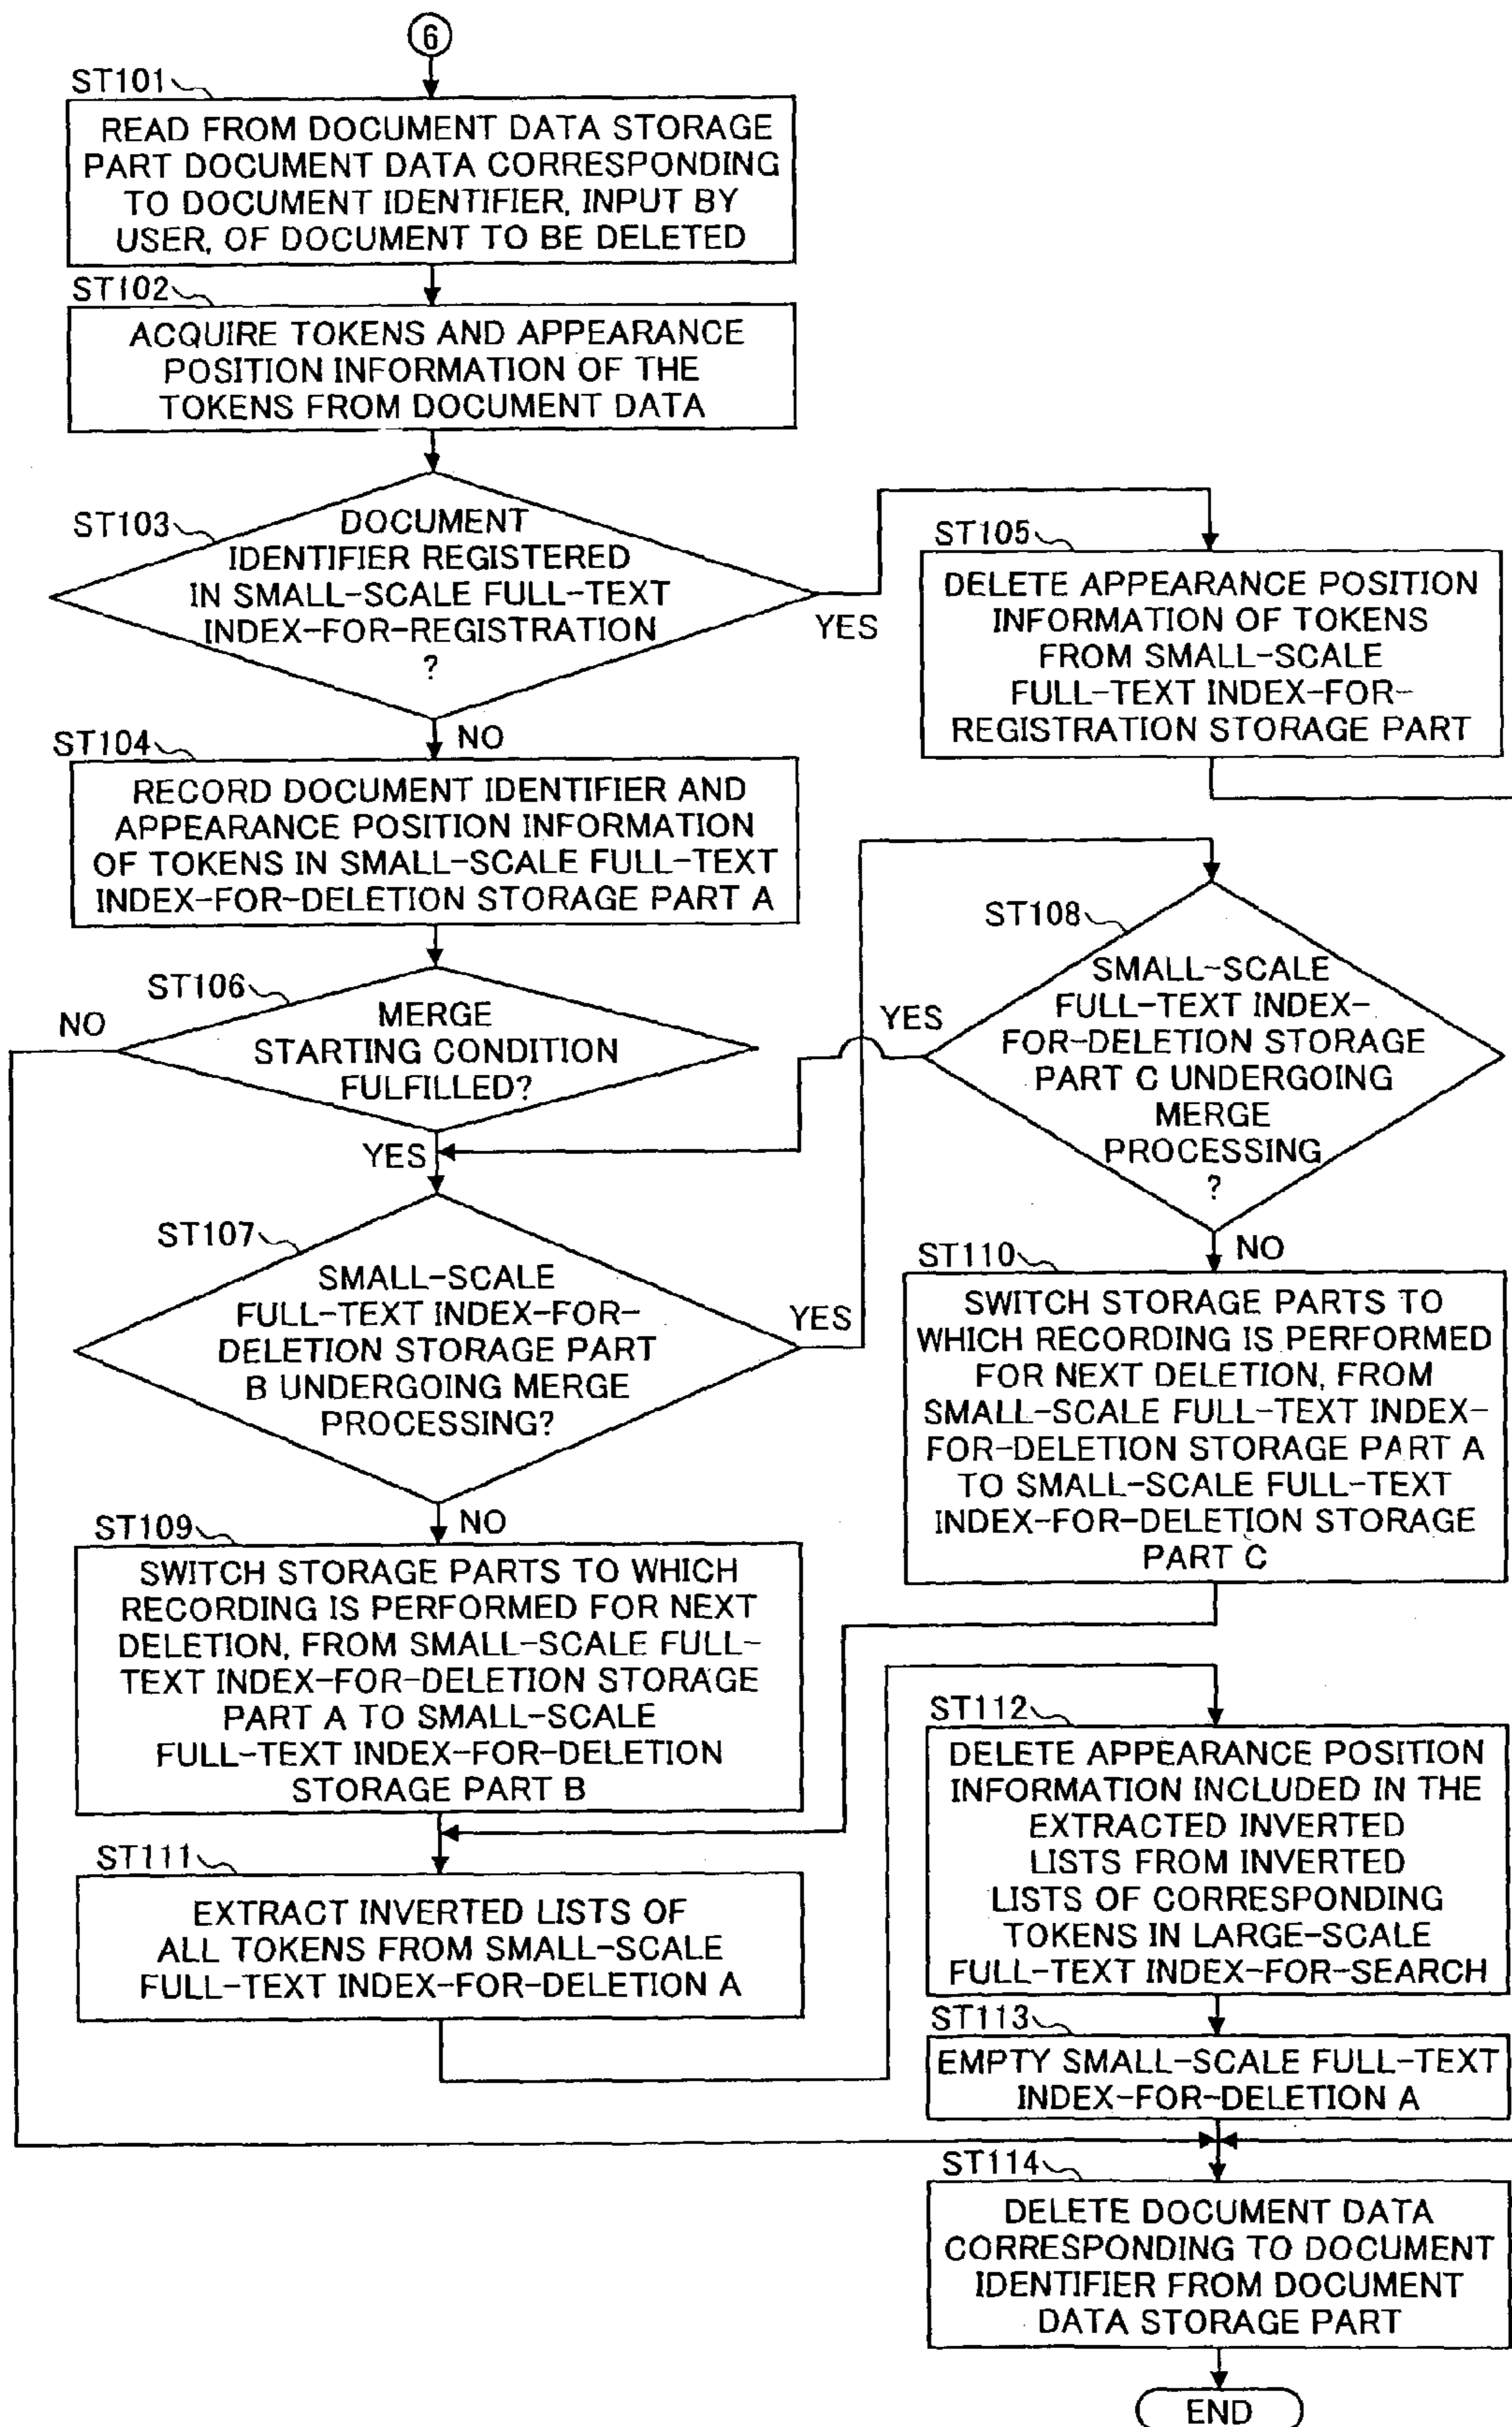 6
ST101
READ FROM DOCUMENT DATA STORAGE
PART DOCUMENT DATA CORRESPONDING
TO DOCUMENT IDENTIFIER, INPUT BY
USER, OF DOCUMENT TO BE DELETED
ST102
ACQUIRE TOKENS AND APPEARANCE
POSITION INFORMATION OF THE
TOKENS FROM DOCUMENT DATA
ST103
DOCUMENT
IDENTIFIER REGISTERED
IN SMALL-SCALE FULL-TEXT
INDEX-FOR-REGISTRATION
?
YES
NO
ST105
DELETE APPEARANCE POSITION
INFORMATION OF TOKENS
FROM SMALL-SCALE
FULL-TEXT INDEX-FOR-
REGISTRATION STORAGE PART
ST104
RECORD DOCUMENT IDENTIFIER AND
APPEARANCE POSITION INFORMATION
OF TOKENS IN SMALL-SCALE FULL-TEXT
INDEX-FOR-DELETION STORAGE PART A
ST106
NO
MERGE
STARTING CONDITION
FULFILLED?
YES
ST108
YES
SMALL-SCALE
FULL-TEXT INDEX-
FOR-DELETION STORAGE
PART C UNDERGOING
MERGE
PROCESSING
?
NO
ST107
SMALL-SCALE
FULL-TEXT INDEX-FOR-
DELETION STORAGE PART
B UNDERGOING MERGE
PROCESSING?
YES
NO
ST110
SWITCH STORAGE PARTS TO
WHICH RECORDING IS PERFORMED
FOR NEXT DELETION, FROM
SMALL-SCALE FULL-TEXT INDEX-
FOR-DELETION STORAGE PART A
TO SMALL-SCALE FULL-TEXT
INDEX-FOR-DELETION STORAGE
PART C
ST109
SWITCH STORAGE PARTS TO WHICH
RECORDING IS PERFORMED FOR NEXT
DELETION, FROM SMALL-SCALE FULL-
TEXT INDEX-FOR-DELETION STORAGE
PART A TO SMALL-SCALE
FULL-TEXT INDEX-FOR-DELETION
STORAGE PART B
ST111
EXTRACT INVERTED LISTS OF
ALL TOKENS FROM SMALL-SCALE
FULL-TEXT INDEX-FOR-DELETION A
ST112
DELETE APPEARANCE POSITION
INFORMATION INCLUDED IN THE
EXTRACTED INVERTED
LISTS FROM INVERTED
LISTS OF CORRESPONDING
TOKENS IN LARGE-SCALE
FULL-TEXT INDEX-FOR-SEARCH
ST113
EMPTY SMALL-SCALE FULL-TEXT
INDEX-FOR-DELETION A
ST114
DELETE DOCUMENT DATA
CORRESPONDING TO DOCUMENT
IDENTIFIER FROM DOCUMENT
DATA STORAGE PART
END